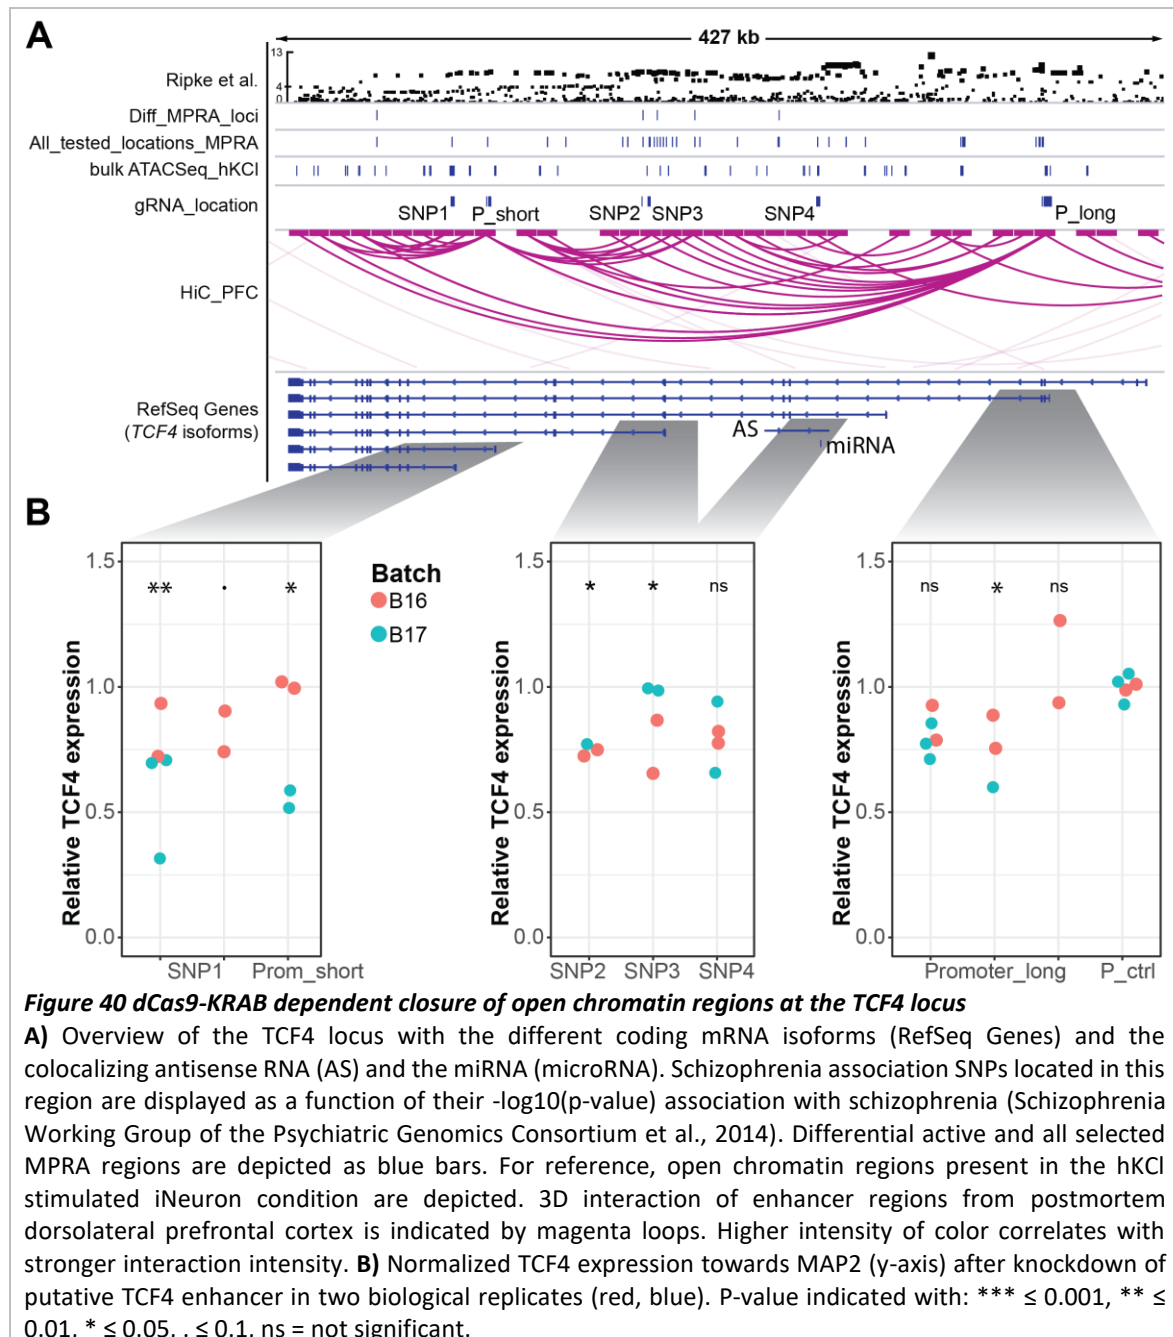 A
427 kb
13
4
0
Ripke et al.
Diff_MPRA_loci
All_tested_locations_MPRA
bulk ATACSeq_hKCl
gRNA_location
SNP1
P_short
SNP2
SNP3
SNP4
P_long
HiC_PFC
RefSeq Genes
(TCF4 isoforms)
AS
miRNA
B
1.5
1.0
0.5
0.0
Relative TCF4 expression
**
.
*
SNP1
Prom_short
Batch
B16
B17
1.5
1.0
0.5
0.0
Relative TCF4 expression
*
*
ns
SNP2
SNP3
SNP4
1.5
1.0
0.5
0.0
Relative TCF4 expression
ns
*
ns
Promoter_long
P_ctrl
Figure 40 dCas9-KRAB dependent closure of open chromatin regions at the TCF4 locus
A) Overview of the TCF4 locus with the different coding mRNA isoforms (RefSeq Genes) and the
colocalizing antisense RNA (AS) and the miRNA (microRNA). Schizophrenia association SNPs located in this
region are displayed as a function of their -log10(p-value) association with schizophrenia (Schizophrenia
Working Group of the Psychiatric Genomics Consortium et al., 2014). Differential active and all selected
MPRA regions are depicted as blue bars. For reference, open chromatin regions present in the hKCl
stimulated iNeuron condition are depicted. 3D interaction of enhancer regions from postmortem
dorsolateral prefrontal cortex is indicated by magenta loops. Higher intensity of color correlates with
stronger interaction intensity. B) Normalized TCF4 expression towards MAP2 (y-axis) after knockdown of
putative TCF4 enhancer in two biological replicates (red, blue). P-value indicated with: *** ≤ 0.001, ** ≤
0.01, * ≤ 0.05, . ≤ 0.1, ns = not significant.